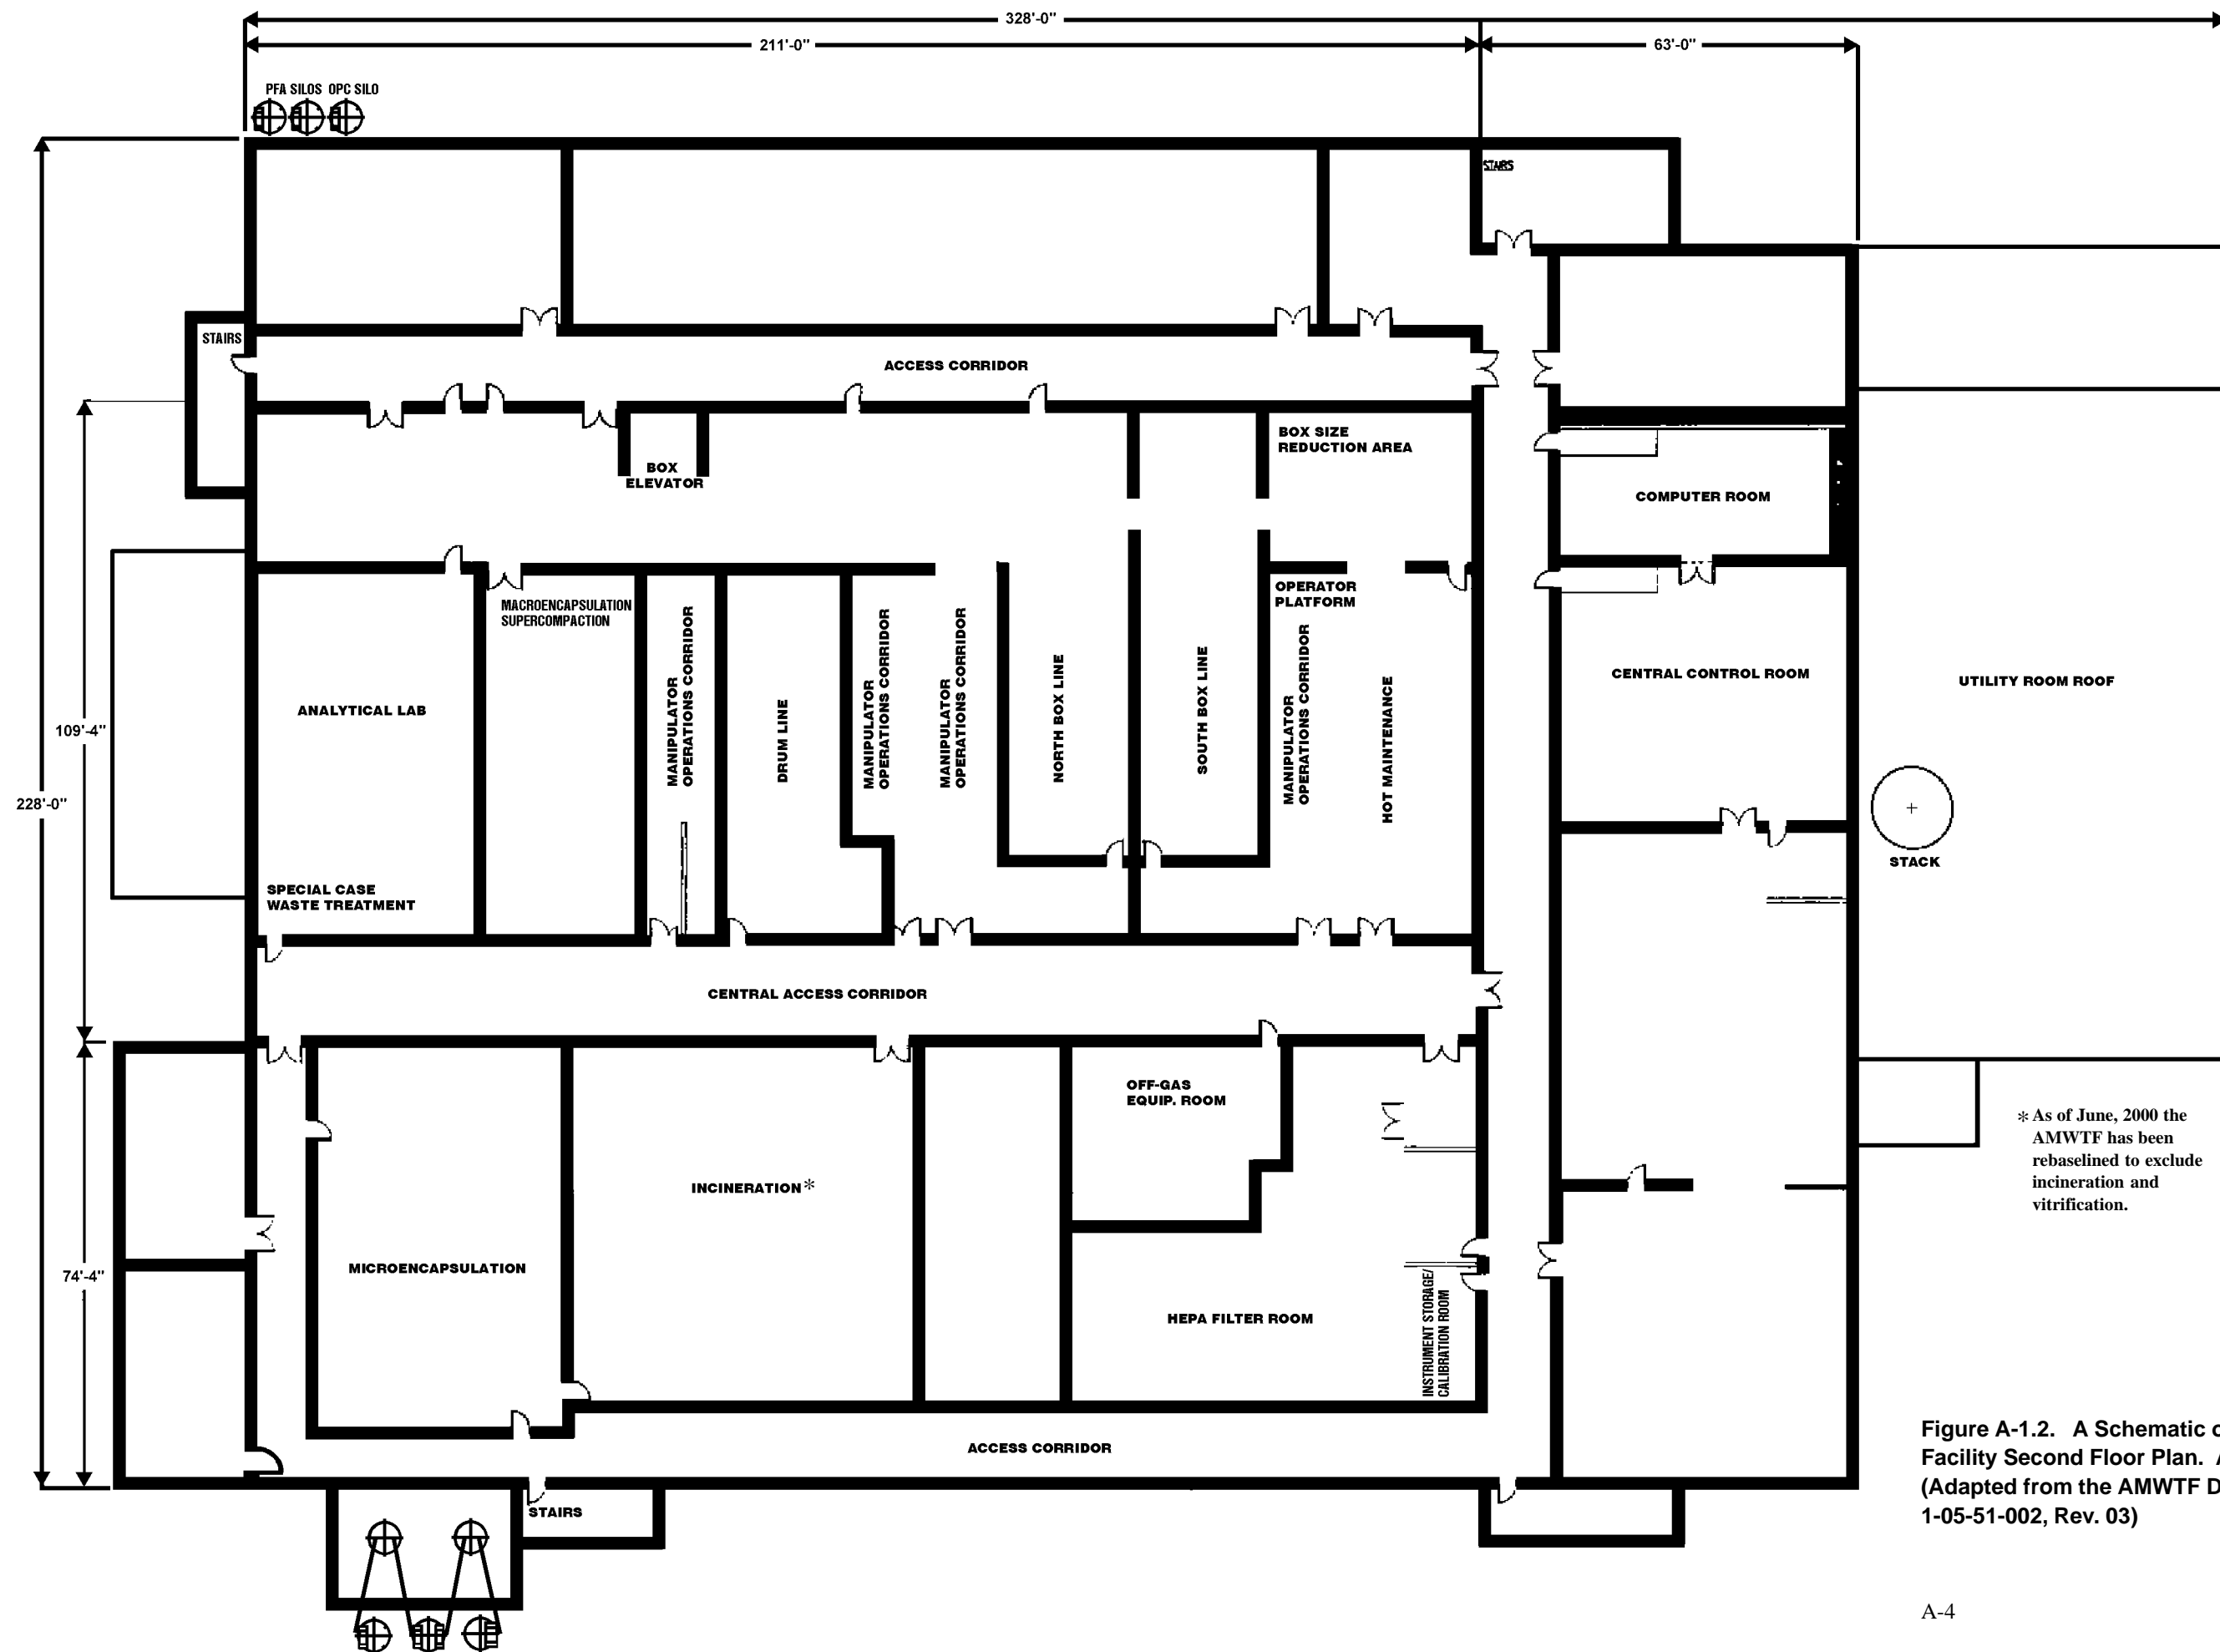 328'-0"
211'-0"
63'-0"
PFA SILOS OPC SILO
STAIRS
STAIRS
ACCESS CORRIDOR
BOX SIZE
REDUCTION AREA
BOX
ELEVATOR
COMPUTER ROOM
MACROENCAPSULATION
SUPERCOMPACTION
OPERATOR
PLATFORM
MANIPULATOR
OPERATIONS CORRIDOR
DRUM LINE
MANIPULATOR
OPERATIONS CORRIDOR
MANIPULATOR
OPERATIONS CORRIDOR
NORTH BOX LINE
SOUTH BOX LINE
MANIPULATOR
OPERATIONS CORRIDOR
HOT MAINTENANCE
CENTRAL CONTROL ROOM
UTILITY ROOM ROOF
ANALYTICAL LAB
109'-4"
228'-0"
STACK
SPECIAL CASE
WASTE TREATMENT
CENTRAL ACCESS CORRIDOR
OFF-GAS
EQUIP. ROOM
* As of June, 2000 the
AMWTF has been
rebaselined to exclude
incineration and
vitrification.
INCINERATION*
MICROENCAPSULATION
74'-4"
HEPA FILTER ROOM
INSTRUMENT STORAGE/
CALIBRATION ROOM
ACCESS CORRIDOR
STAIRS
Figure A-1.2. A Schematic
Facility Second Floor Plan.
(Adapted from the AMWTF
1-05-51-002, Rev. 03)
A-4